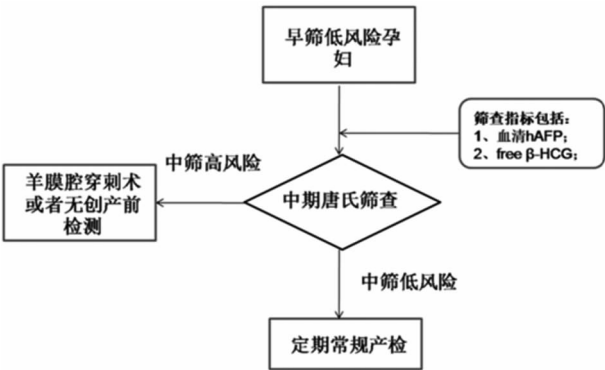 早筛低风险孕
妇
筛查指标包括：
1、血清hAFP；
2、free β-HCG；
中筛高风险
羊膜腔穿刺术
或者无创产前
检测
中期唐氏筛查
中筛低风险
定期常规产检